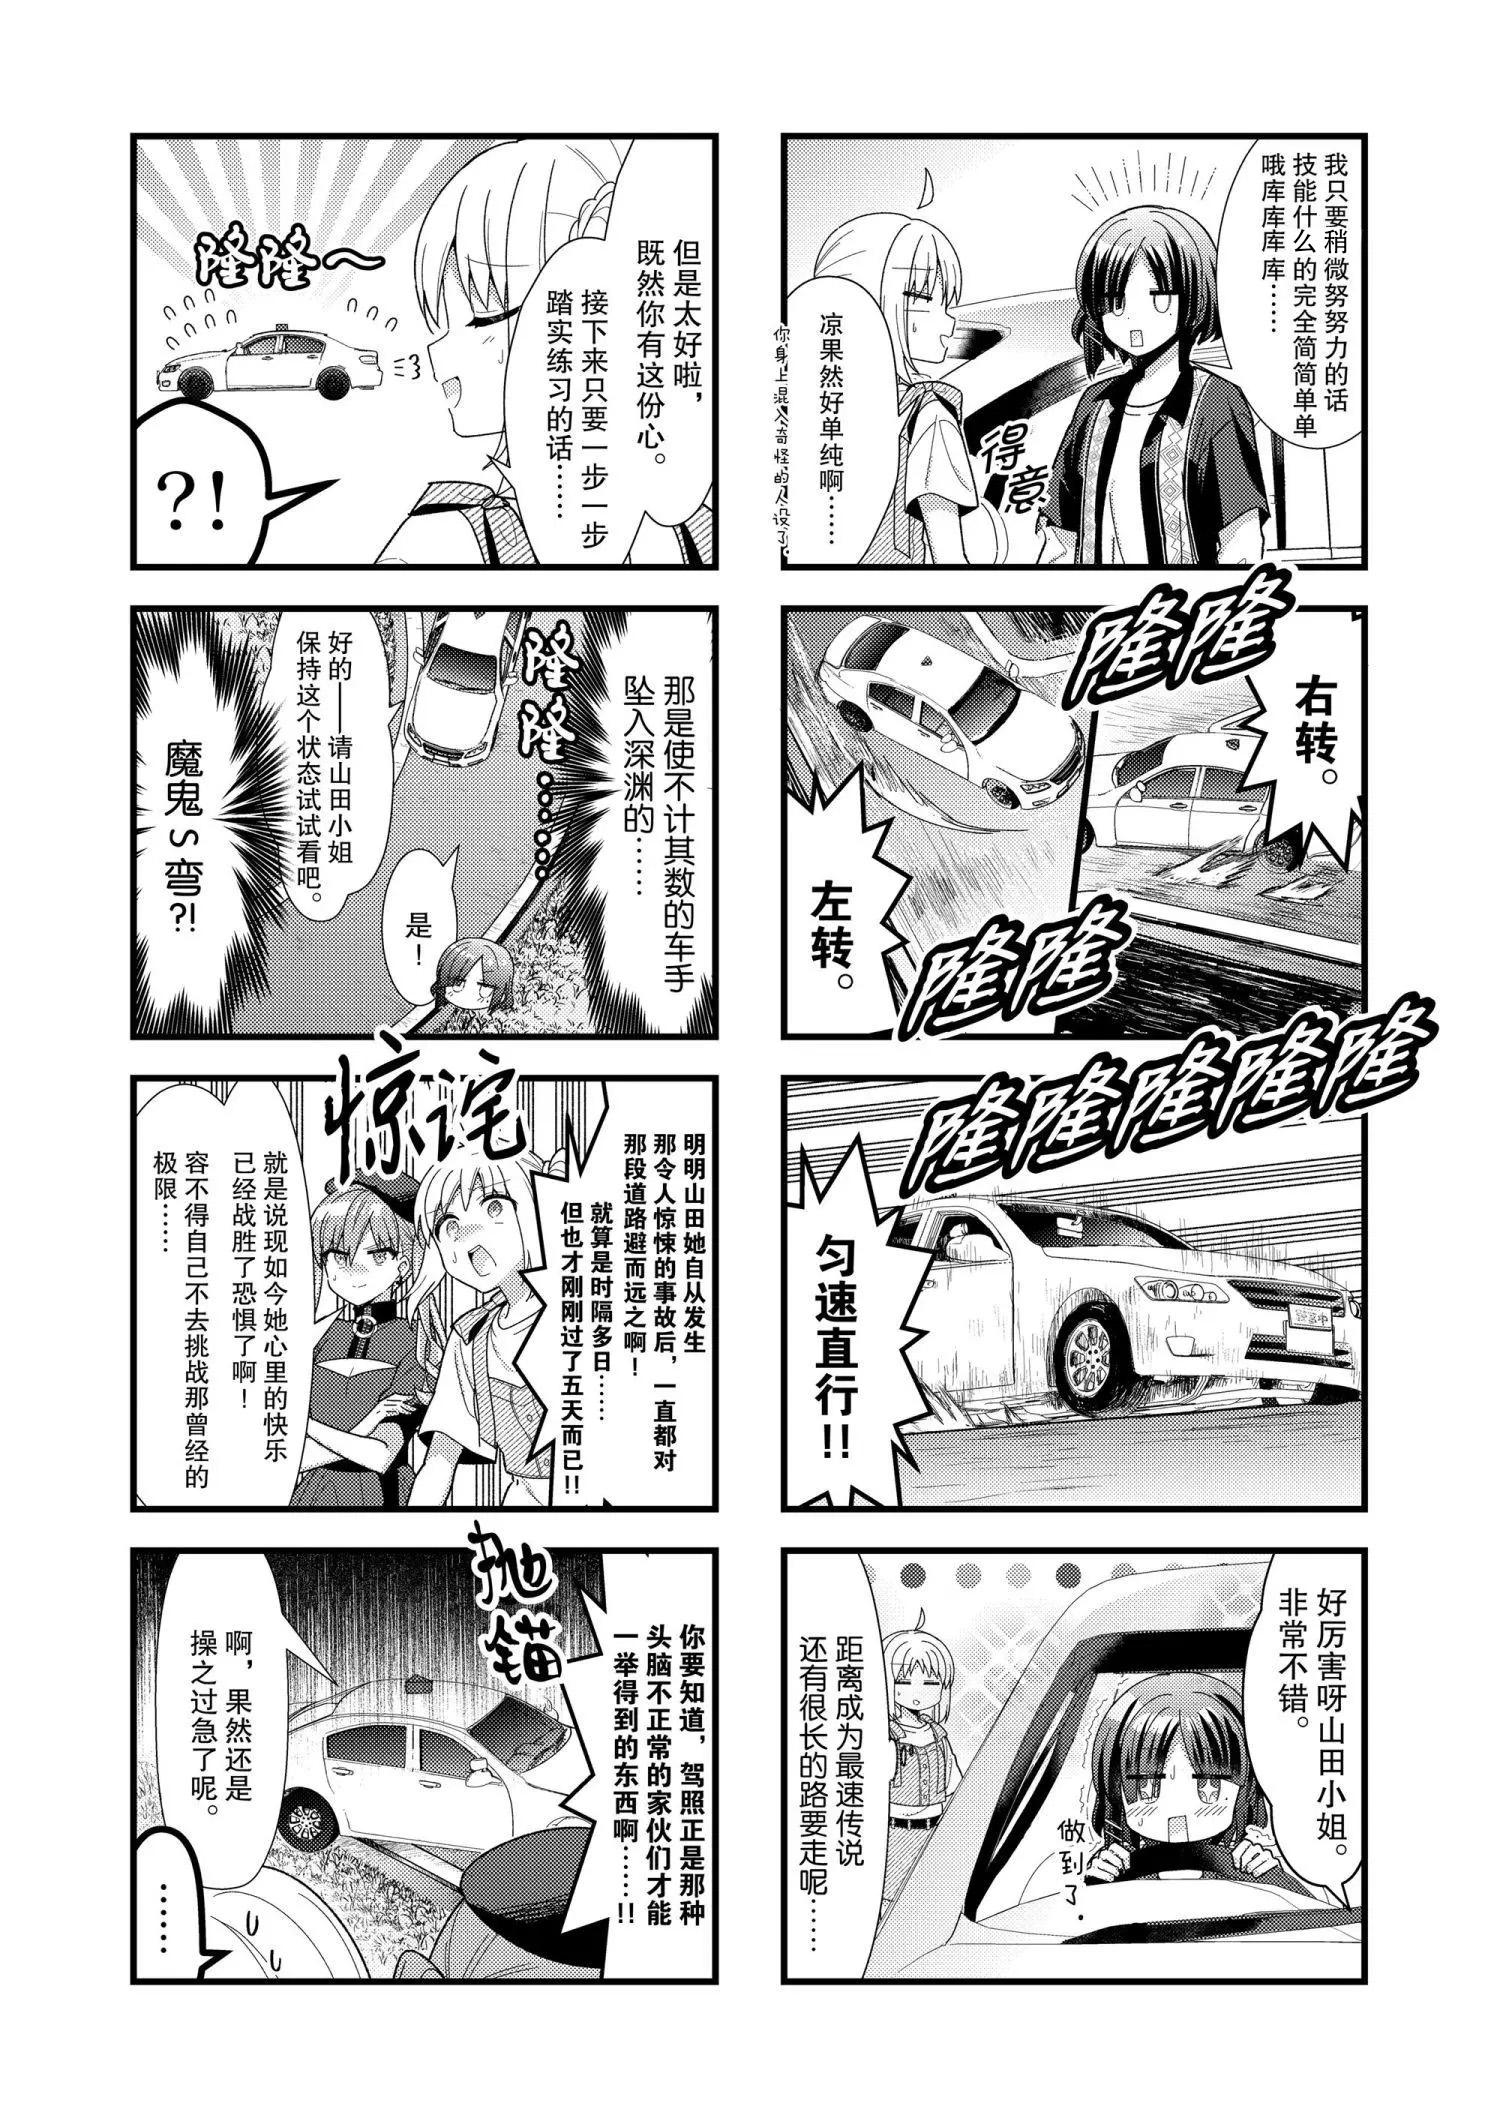 我只要稍微努努力的话
技能什么的完全简简单单
哦库库库库……
凉果然好单纯啊……
得意
你身上混入奇怪的人设了。
隆隆
右转。
左转。
隆隆
隆隆隆隆隆
匀速直行!!
好厉害呀山田小姐。
非常不错。
做到了.
距离成为最速传说
还有很长的路要走呢……
但是太好啦,
既然你有这份心。
接下来只要一步一步
踏实练习的话……
隆隆～
?!
那是使不计其数的车手
坠入深渊的……
隆隆……
好的——请山田小姐
保持这个状态试试看吧。
是!
魔鬼S弯?!
明明山田她自从发生
那令人惊悚的事故后,一直都对
那段道路避而远之啊!
就算是时隔多日……
但也才刚刚过了五天而已!!
惊诧
就是说现如今她心里的快乐
已经战胜了恐惧了啊!
容不得自己不去挑战那曾经的
极限……
你要知道,驾照正是那种
头脑不正常的家伙们才能
一举得到的东西啊……!!
抛锚
啊,果然还是
操之过急了呢。
……